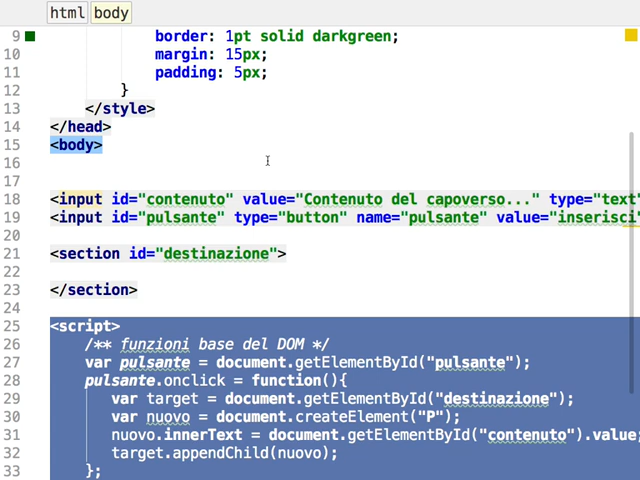 html body
9 border: 1pt solid darkgreen;
10 margin: 15px;
11 padding: 5px;
12 }
13 </style>
14 </head>
15 <body>
16
17
18 <input id="contenuto" value="Contenuto del capoverso..." type="text"
19 <input id="pulsante" type="button" name="pulsante" value="inserisci"
20
21 <section id="destinazione">
22
23 </section>
24
25 <script>
26 /** funzioni base del DOM */
27 var pulsante = document.getElementById("pulsante");
28 pulsante.onclick = function(){
29 var target = document.getElementById("destinazione");
30 var nuovo = document.createElement("P");
31 nuovo.innerText = document.getElementById("contenuto").value;
32 target.appendChild(nuovo);
33 };